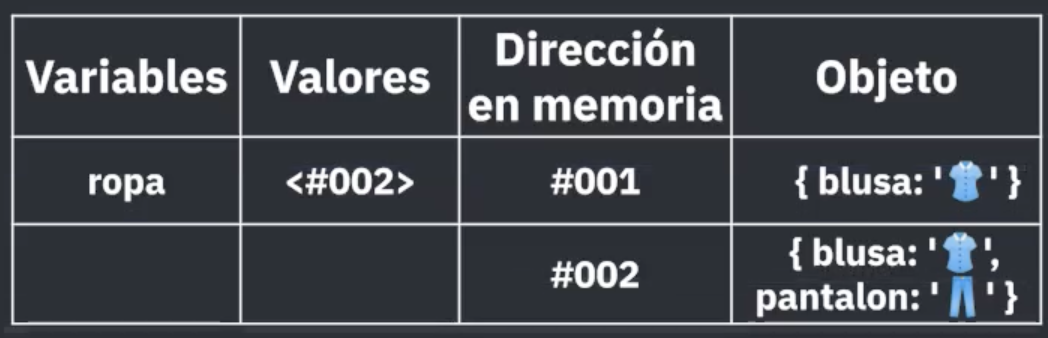 Variables
Valores
Dirección
en memoria
Objeto
ropa
<#002>
#001
{ blusa: '👚' }
#002
{ blusa: '👚',
pantalon: '👖' }